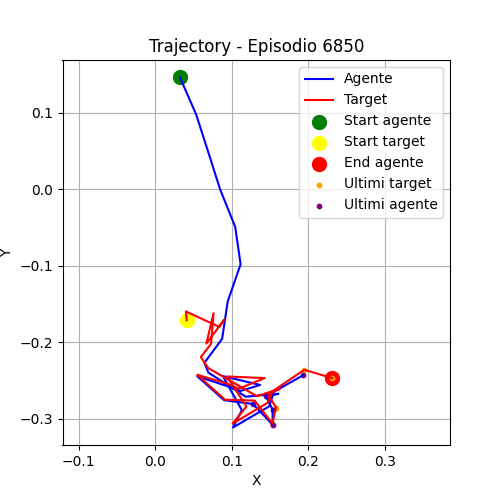 Trajectory - Episodio 6850
Agente
Target
Start agente
Start target
End agente
Ultimi target
Ultimi agente
0.1
0.0
−0.1
−0.2
−0.3
Y
−0.1
0.0
0.1
0.2
0.3
X